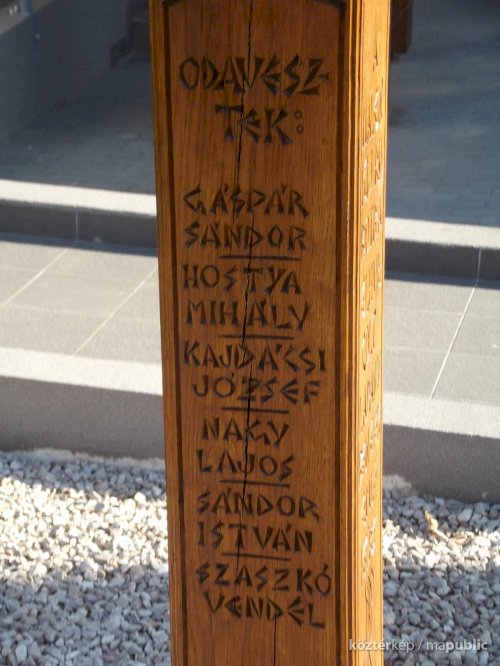 ODAVESZ-
TEK:
GÁSPÁR
SÁNDOR
HOSTYA
MIHÁLY
KAJDÁCSI
JÓZSEF
NAGY
LAJOS
SÁNDOR
ISTVÁN
SZASZKÓ
VENDEL
köztérkép / mapublic